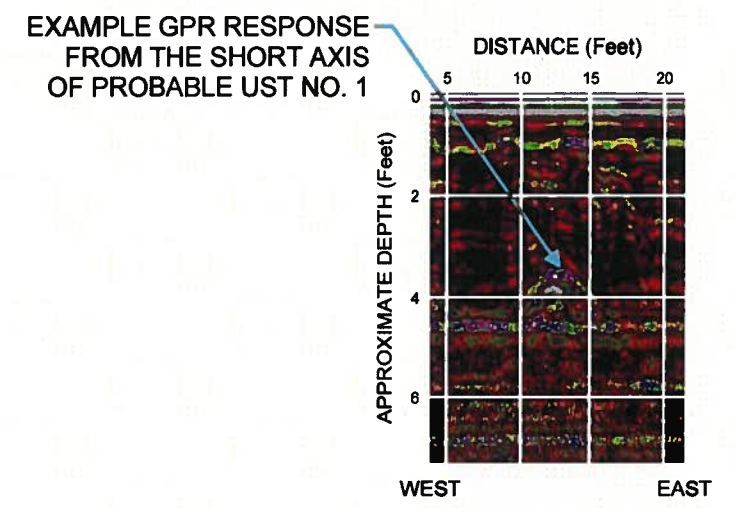 EXAMPLE GPR RESPONSE
FROM THE SHORT AXIS
OF PROBABLE UST NO. 1
DISTANCE (Feet)
5 10 15 20
APPROXIMATE DEPTH (Feet)
0
2
4
6
WEST EAST